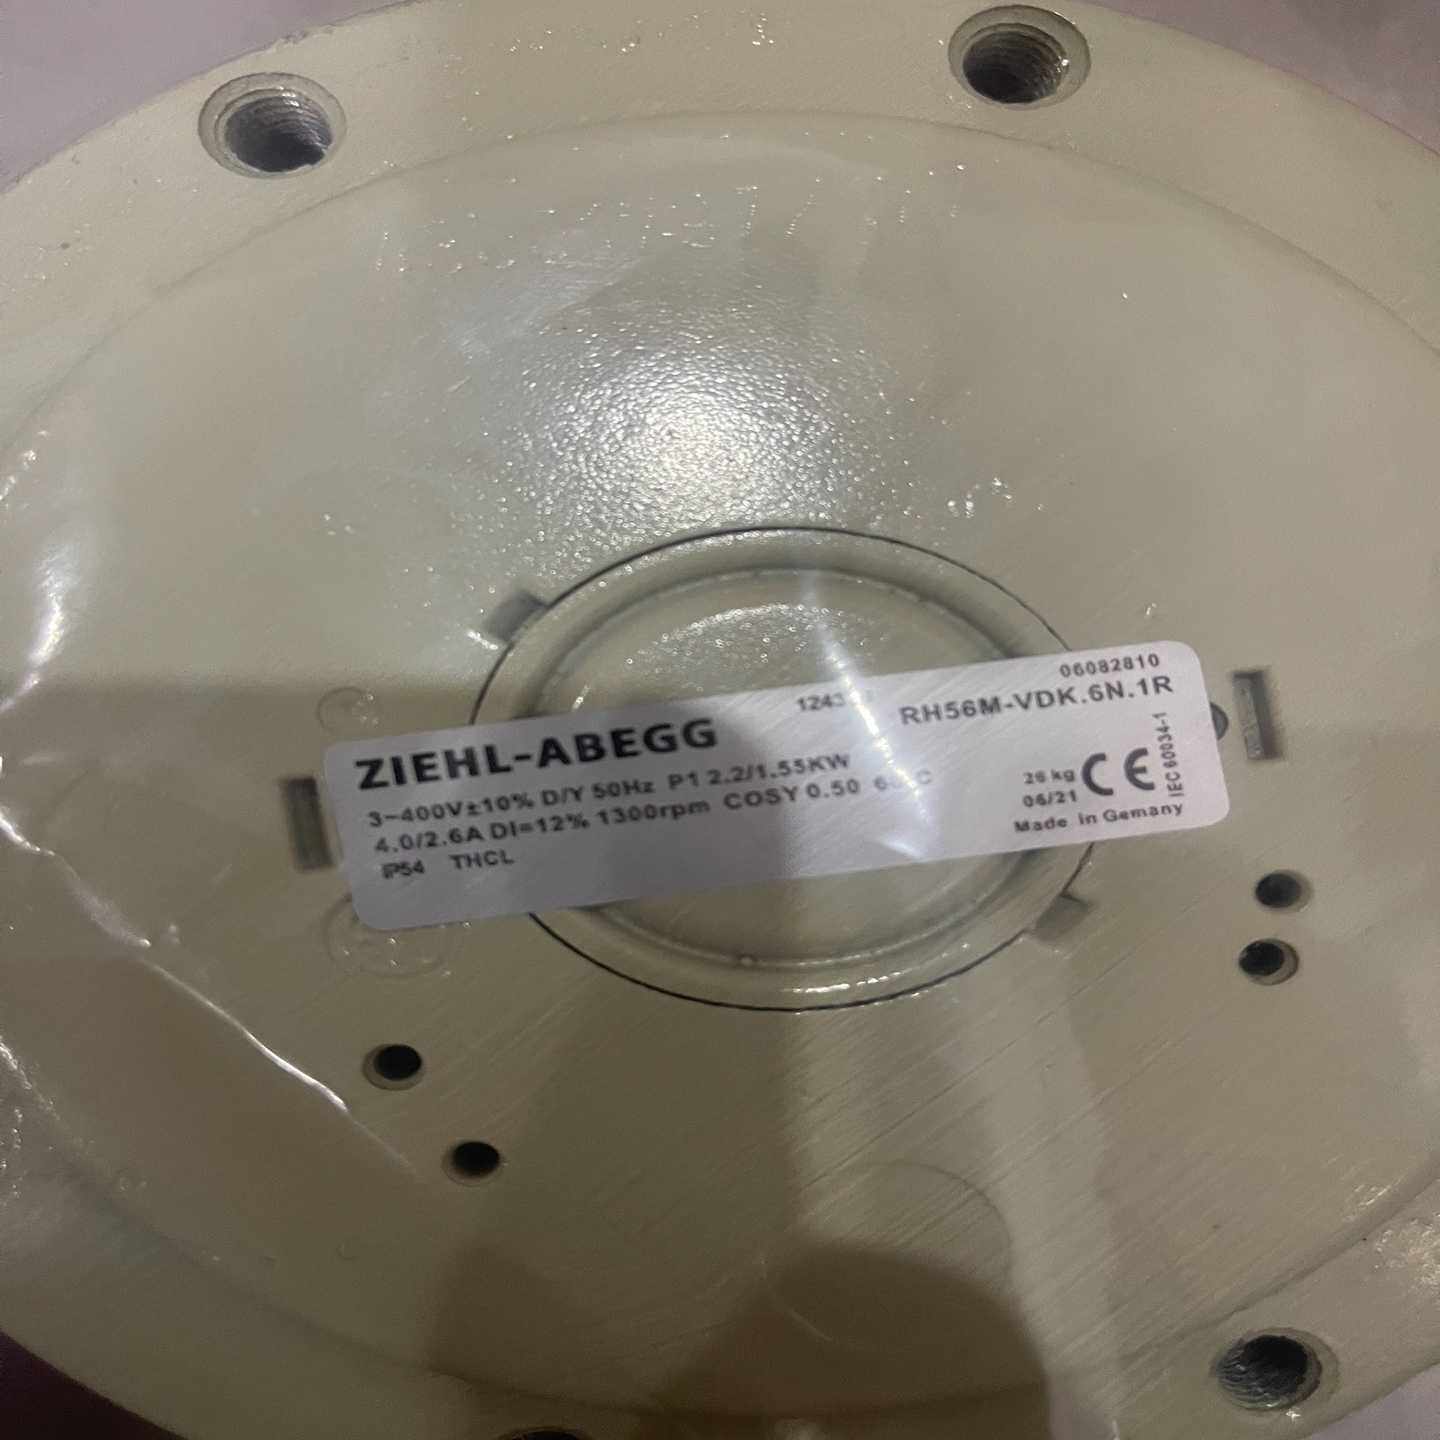 06082810
ZIEHL-ABEGG RH56M-VDK.6N.1R
3~400V±10% D/Y 50Hz P1 2.2/1.55KW
4.0/2.6A DI=12% 1300rpm COSY 0.50
IP54 THCL
26 kg
06/21
CE
IEC 60034-1
Made in Gemany